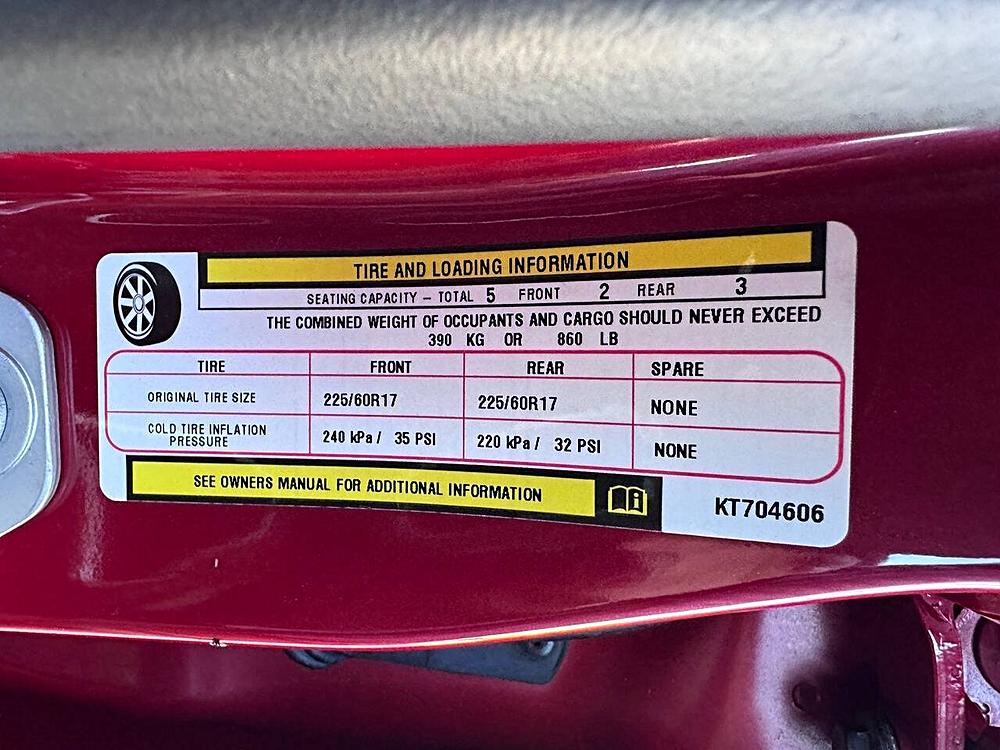 TIRE AND LOADING INFORMATION
SEATING CAPACITY – TOTAL 5 FRONT 2 REAR 3
THE COMBINED WEIGHT OF OCCUPANTS AND CARGO SHOULD NEVER EXCEED
390 KG OR 860 LB
TIRE FRONT REAR SPARE
ORIGINAL TIRE SIZE 225/60R17 225/60R17 NONE
COLD TIRE INFLATION
PRESSURE 240 kPa / 35 PSI 220 kPa / 32 PSI NONE
SEE OWNERS MANUAL FOR ADDITIONAL INFORMATION
KT704606